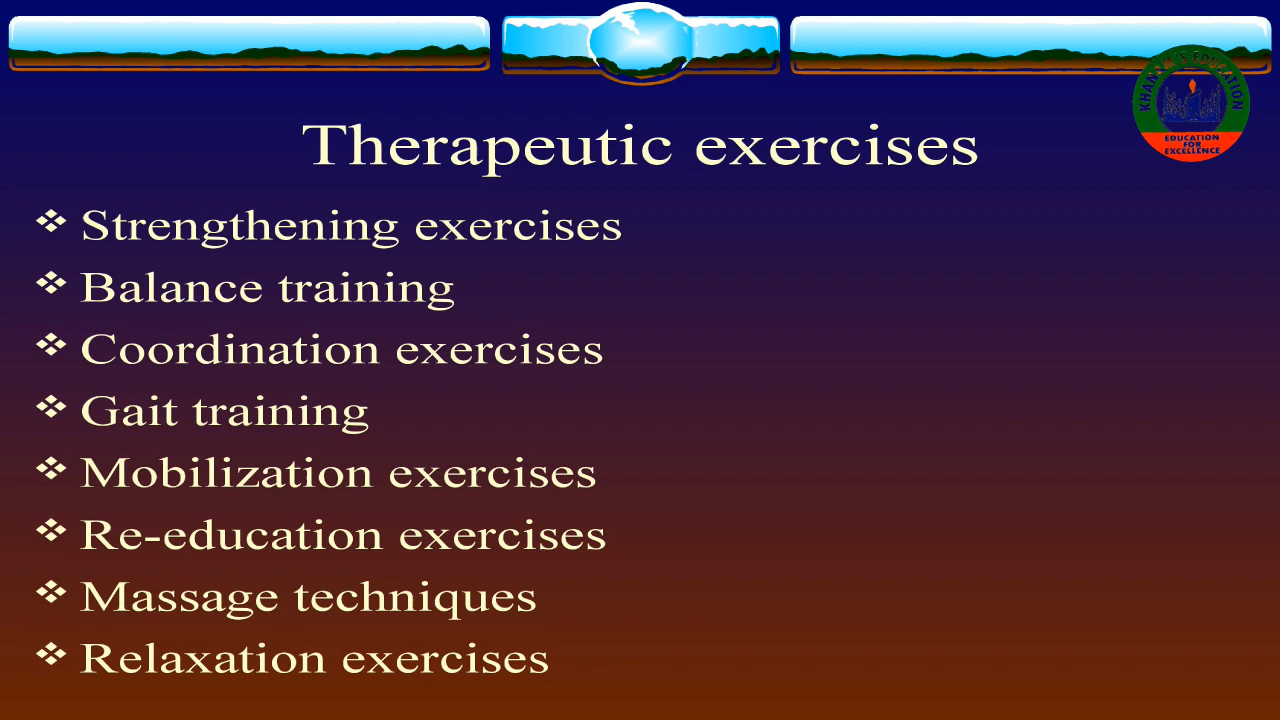 Therapeutic exercises
Strengthening exercises
Balance training
Coordination exercises
Gait training
Mobilization exercises
Re-education exercises
Massage techniques
Relaxation exercises
EDUCATION
EDUCATION
FOR
EXCELLENCE